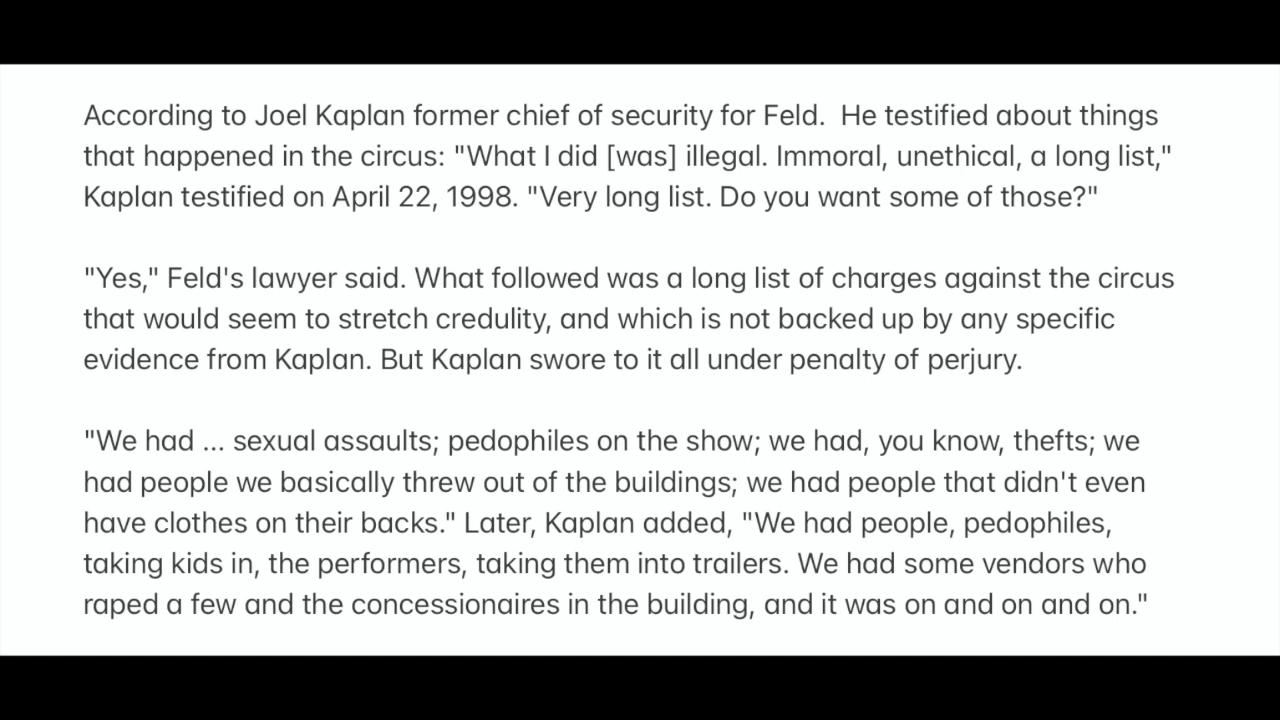 According to Joel Kaplan former chief of security for Feld.  He testified about things
that happened in the circus: "What I did [was] illegal. Immoral, unethical, a long list,"
Kaplan testified on April 22, 1998. "Very long list. Do you want some of those?"
"Yes," Feld's lawyer said. What followed was a long list of charges against the circus
that would seem to stretch credulity, and which is not backed up by any specific
evidence from Kaplan. But Kaplan swore to it all under penalty of perjury.
"We had ... sexual assaults; pedophiles on the show; we had, you know, thefts; we
had people we basically threw out of the buildings; we had people that didn't even
have clothes on their backs." Later, Kaplan added, "We had people, pedophiles,
taking kids in, the performers, taking them into trailers. We had some vendors who
raped a few and the concessionaires in the building, and it was on and on and on."